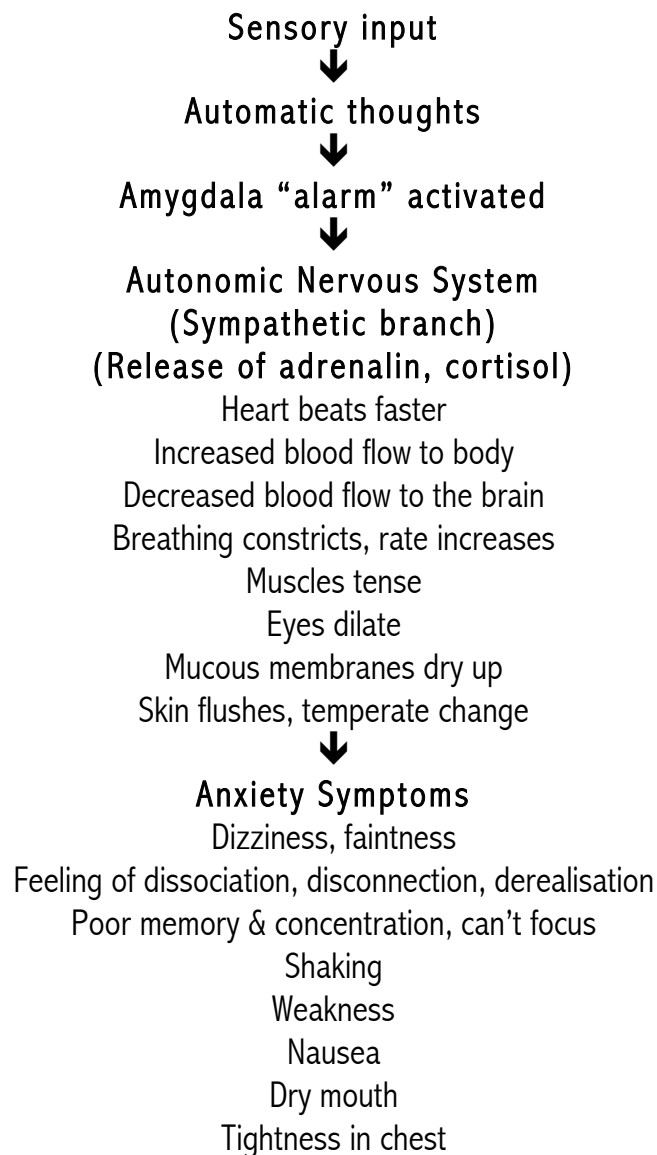 Sensory input
Automatic thoughts
Amygdala “alarm” activated
Autonomic Nervous System
(Sympathetic branch)
(Release of adrenalin, cortisol)
Heart beats faster
Increased blood flow to body
Decreased blood flow to the brain
Breathing constricts, rate increases
Muscles tense
Eyes dilate
Mucous membranes dry up
Skin flushes, temperate change
Anxiety Symptoms
Dizziness, faintness
Feeling of dissociation, disconnection, derealisation
Poor memory & concentration, can’t focus
Shaking
Weakness
Nausea
Dry mouth
Tightness in chest